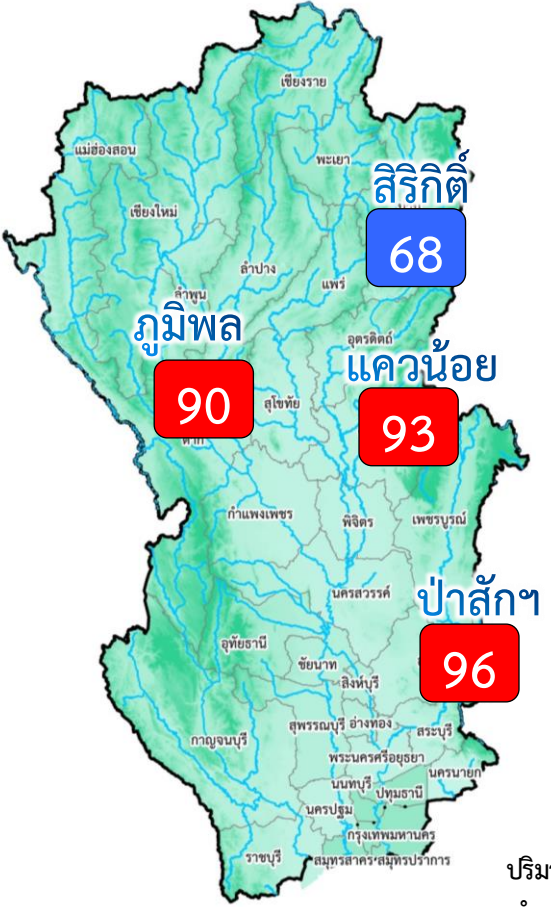 เชียงราย
แม่ฮ่องสอน
พะเยา
สิริกิติ์
เชียงใหม่
68
ลำปาง
แพร่
ลำพูน
ภูมิพล
อุตรดิตถ์
แควน้อย
90
สุโขทัย
93
ตาก
กำแพงเพชร
พิจิตร
เพชรบูรณ์
นครสวรรค์
ป่าสักฯ
อุทัยธานี
ชัยนาท
96
สิงห์บุรี
สุพรรณบุรี อ่างทอง
สระบุรี
กาญจนบุรี
พระนครศรีอยุธยา
นครนายก
นนทบุรี
ปทุมธานี
นครปฐม
กรุงเทพมหานคร
ราชบุรี
สมุทรสาคร สมุทรปราการ